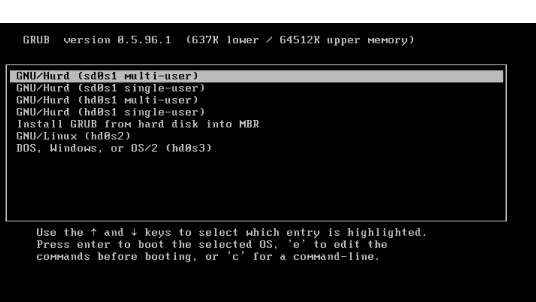 GRUB  version 0.5.96.1  (637K lower / 64512K upper memory)
GNU/Hurd (sd0s1 multi-user)
GNU/Hurd (sd0s1 single-user)
GNU/Hurd (hd0s1 multi-user)
GNU/Hurd (hd0s1 single-user)
Install GRUB from hard disk into MBR
GNU/Linux (hd0s2)
DOS, Windows, or OS/2 (hd0s3)
Use the ↑ and ↓ keys to select which entry is highlighted.
Press enter to boot the selected OS, 'e' to edit the
commands before booting, or 'c' for a command-line.